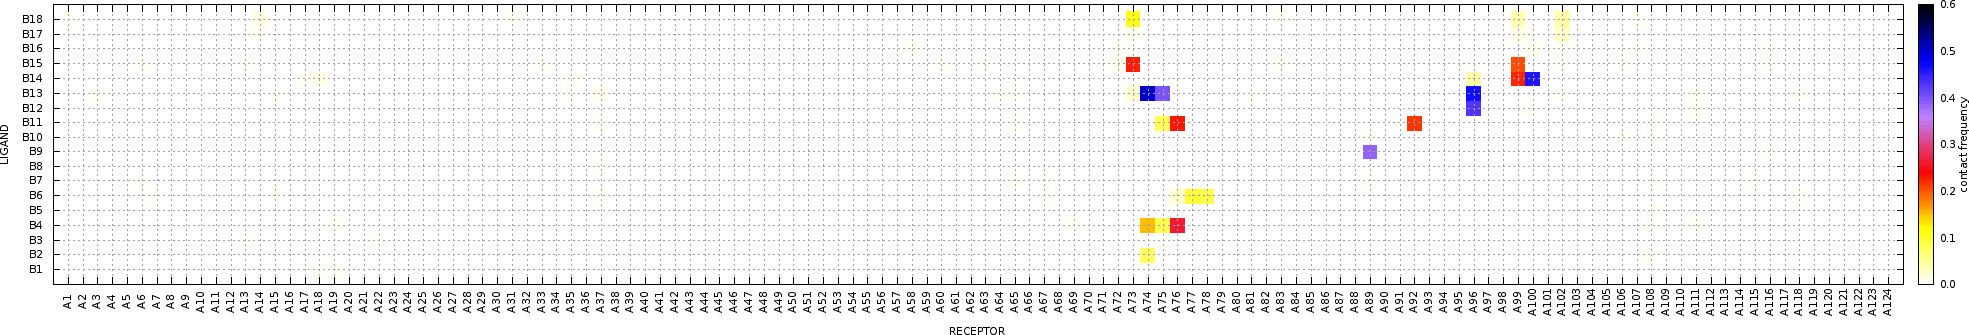 LIGAND
B18
B17
B16
B15
B14
B13
B12
B11
B10
B9
B8
B7
B6
B5
B4
B3
B2
B1
A1 A2 A3 A4 A5 A6 A7 A8 A9 A10 A11 A12 A13 A14 A15 A16 A17 A18 A19 A20 A21 A22 A23 A24 A25 A26 A27 A28 A29 A30 A31 A32 A33 A34 A35 A36 A37 A38 A39 A40 A41 A42 A43 A44 A45 A46 A47 A48 A49 A50 A51 A52 A53 A54 A55 A56 A57 A58 A59 A60 A61 A62 A63 A64 A65 A66 A67 A68 A69 A70 A71 A72 A73 A74 A75 A76 A77 A78 A79 A80 A81 A82 A83 A84 A85 A86 A87 A88 A89 A90 A91 A92 A93 A94 A95 A96 A97 A98 A99 A100 A101 A102 A103 A104 A105 A106 A107 A108 A109 A110 A111 A112 A113 A114 A115 A116 A117 A118 A119 A120 A121 A122 A123 A124
RECEPTOR
0.6
0.5
0.4
0.3
0.2
0.1
0.0
contact frequency